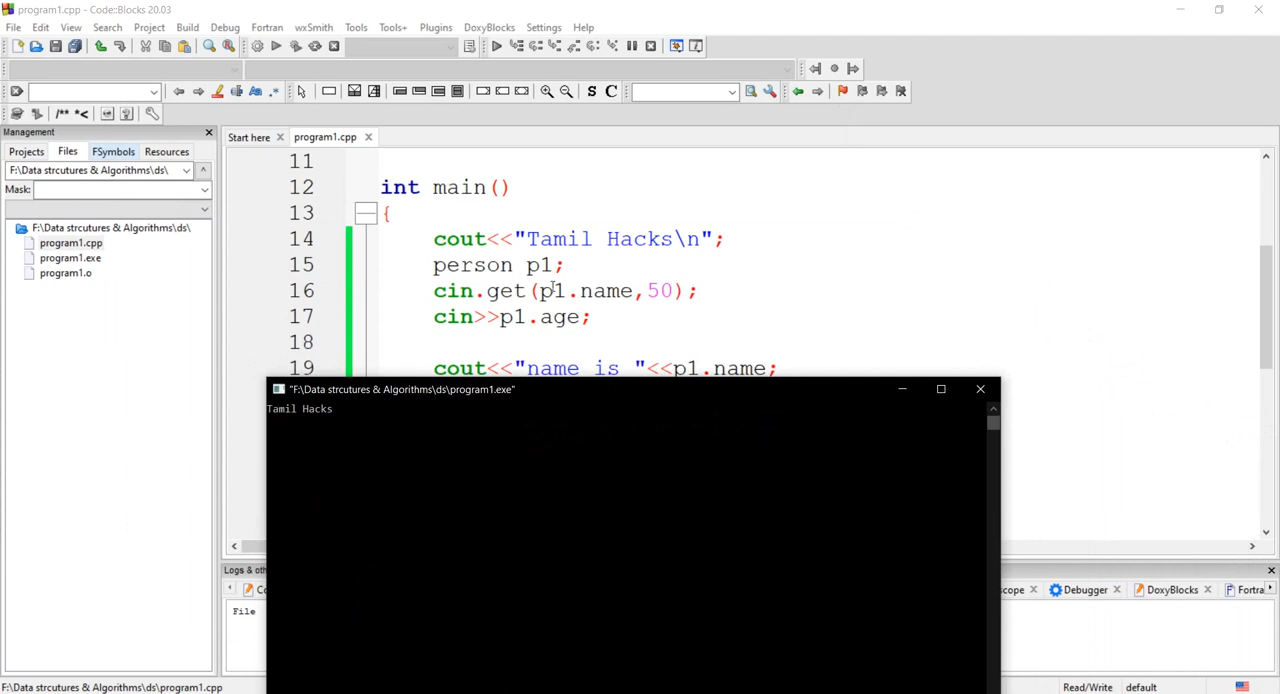 program1.cpp - Code::Blocks 20.03
File Edit View Search Project Build Debug Fortran wxSmith Tools Tools+ Plugins DoxyBlocks Settings Help
/** *<
S C
Management
Start here program1.cpp
Projects Files FSymbols Resources
F:\Data strcutures & Algorithms\ds\
Mask:
F:\Data strcutures & Algorithms\ds\
program1.cpp
program1.exe
program1.o
11
12 int main()
13 {
14 cout<<"Tamil Hacks\n";
15 person p1;
16 cin.get(p1.name,50);
17 cin>>p1.age;
18
19 cout<<"name is "<<p1.name;
"F:\Data strcutures & Algorithms\ds\program1.exe"
Tamil Hacks
Logs & oth
Co
scope Debugger DoxyBlocks Fortra
File
F:\Data strcutures & Algorithms\ds\program1.cpp
Read/Write default